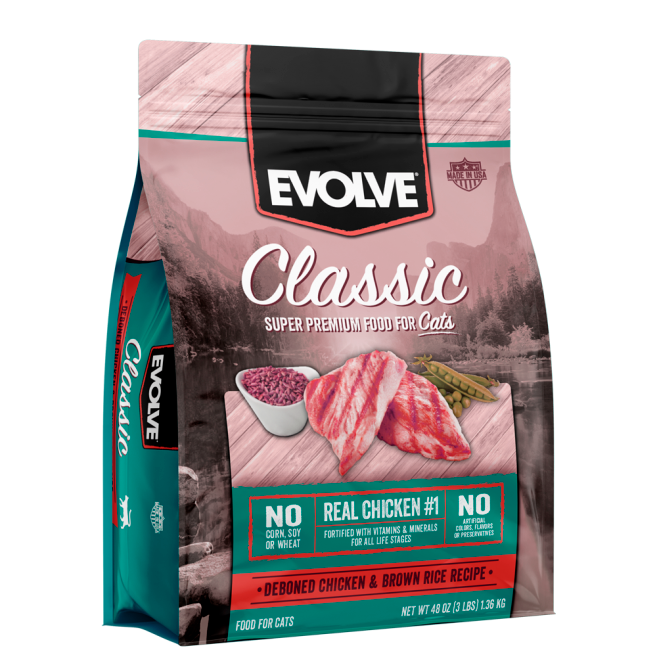 MADE IN USA
EVOLVE®
Classic
SUPER PREMIUM FOOD FOR Cats
NO
CORN, SOY
OR WHEAT
REAL CHICKEN #1
FORTIFIED WITH VITAMINS & MINERALS
FOR ALL LIFE STAGES
NO
ARTIFICIAL
COLORS, FLAVORS
OR PRESERVATIVES
• DEBONED CHICKEN & BROWN RICE RECIPE •
FOOD FOR CATS
NET WT 48 OZ (3 LBS) 1.36 KG
EVOLVE
Classic